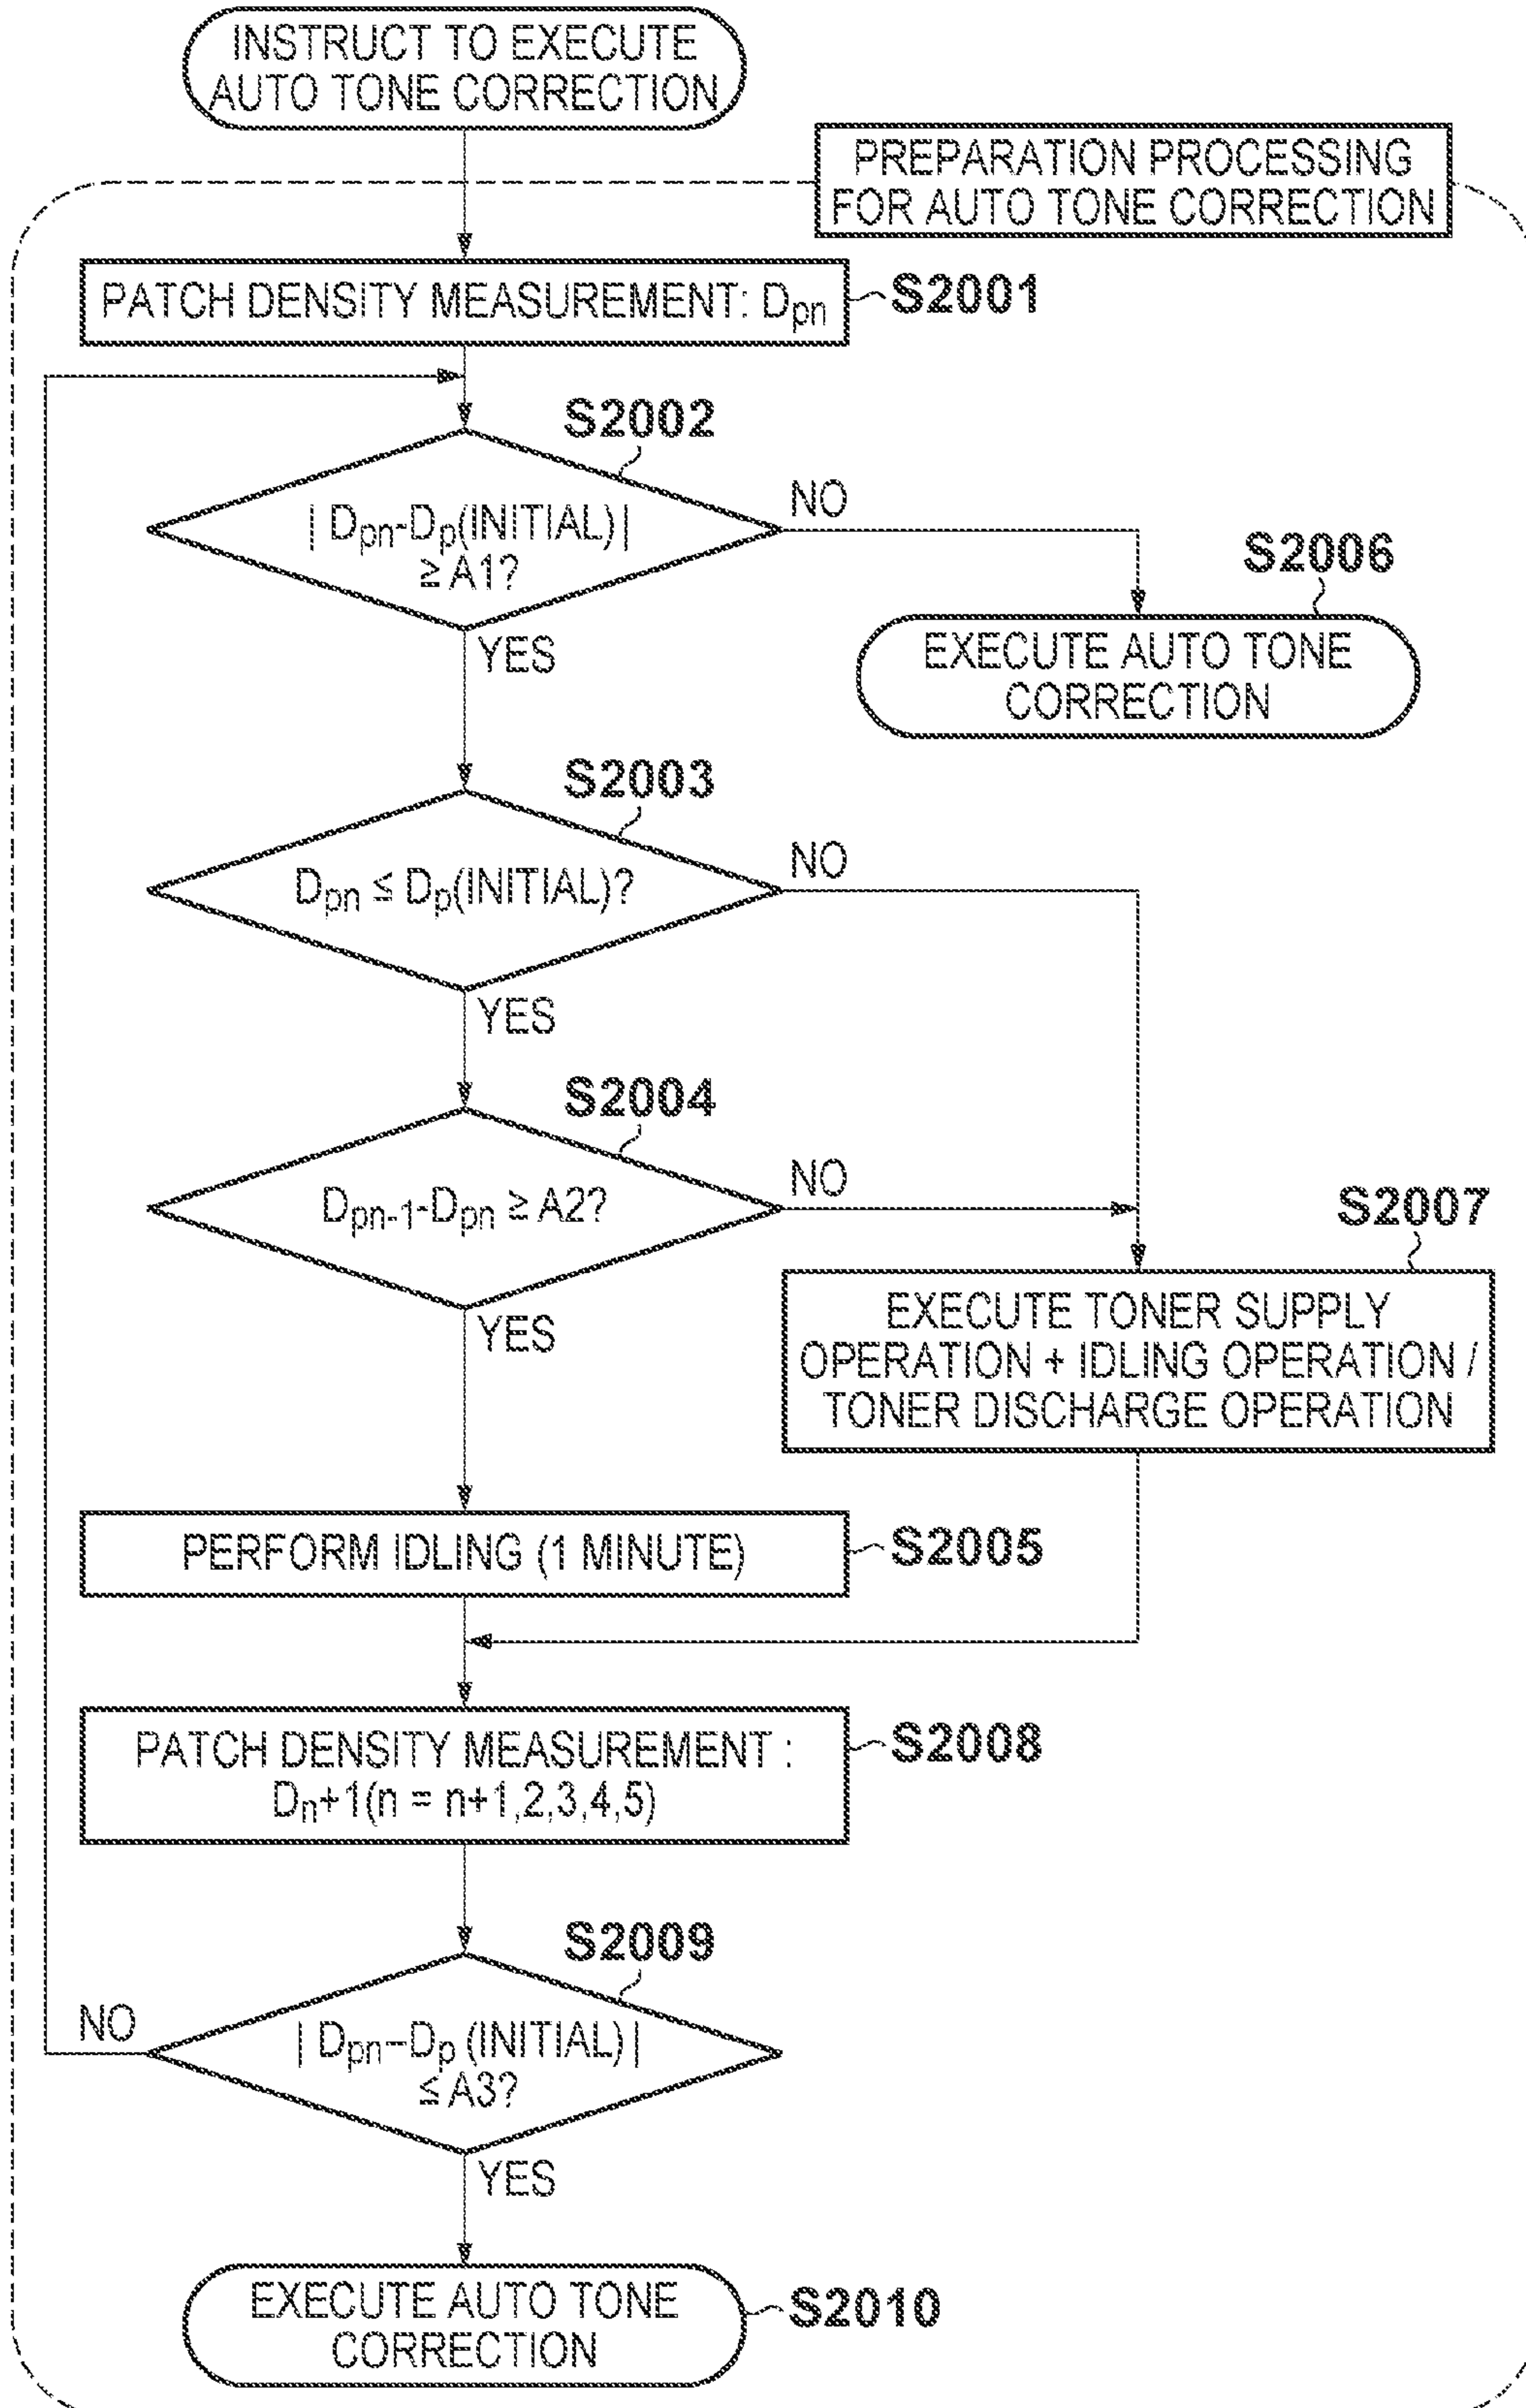 INSTRUCT TO EXECUTE
AUTO TONE CORRECTION
PREPARATION PROCESSING
FOR AUTO TONE CORRECTION
PATCH DENSITY MEASUREMENT: Dpn
S2001
S2002
| Dpn-Dp(INITIAL)|
≥ A1?
NO
YES
S2006
EXECUTE AUTO TONE
CORRECTION
S2003
Dpn ≤ Dp(INITIAL)?
NO
YES
S2004
Dpn-1-Dpn ≥ A2?
NO
YES
S2007
EXECUTE TONER SUPPLY
OPERATION + IDLING OPERATION /
TONER DISCHARGE OPERATION
PERFORM IDLING (1 MINUTE)
S2005
PATCH DENSITY MEASUREMENT :
Dn+1(n = n+1,2,3,4,5)
S2008
S2009
| Dpn–Dp (INITIAL)|
≤ A3?
NO
YES
EXECUTE AUTO TONE
CORRECTION
S2010